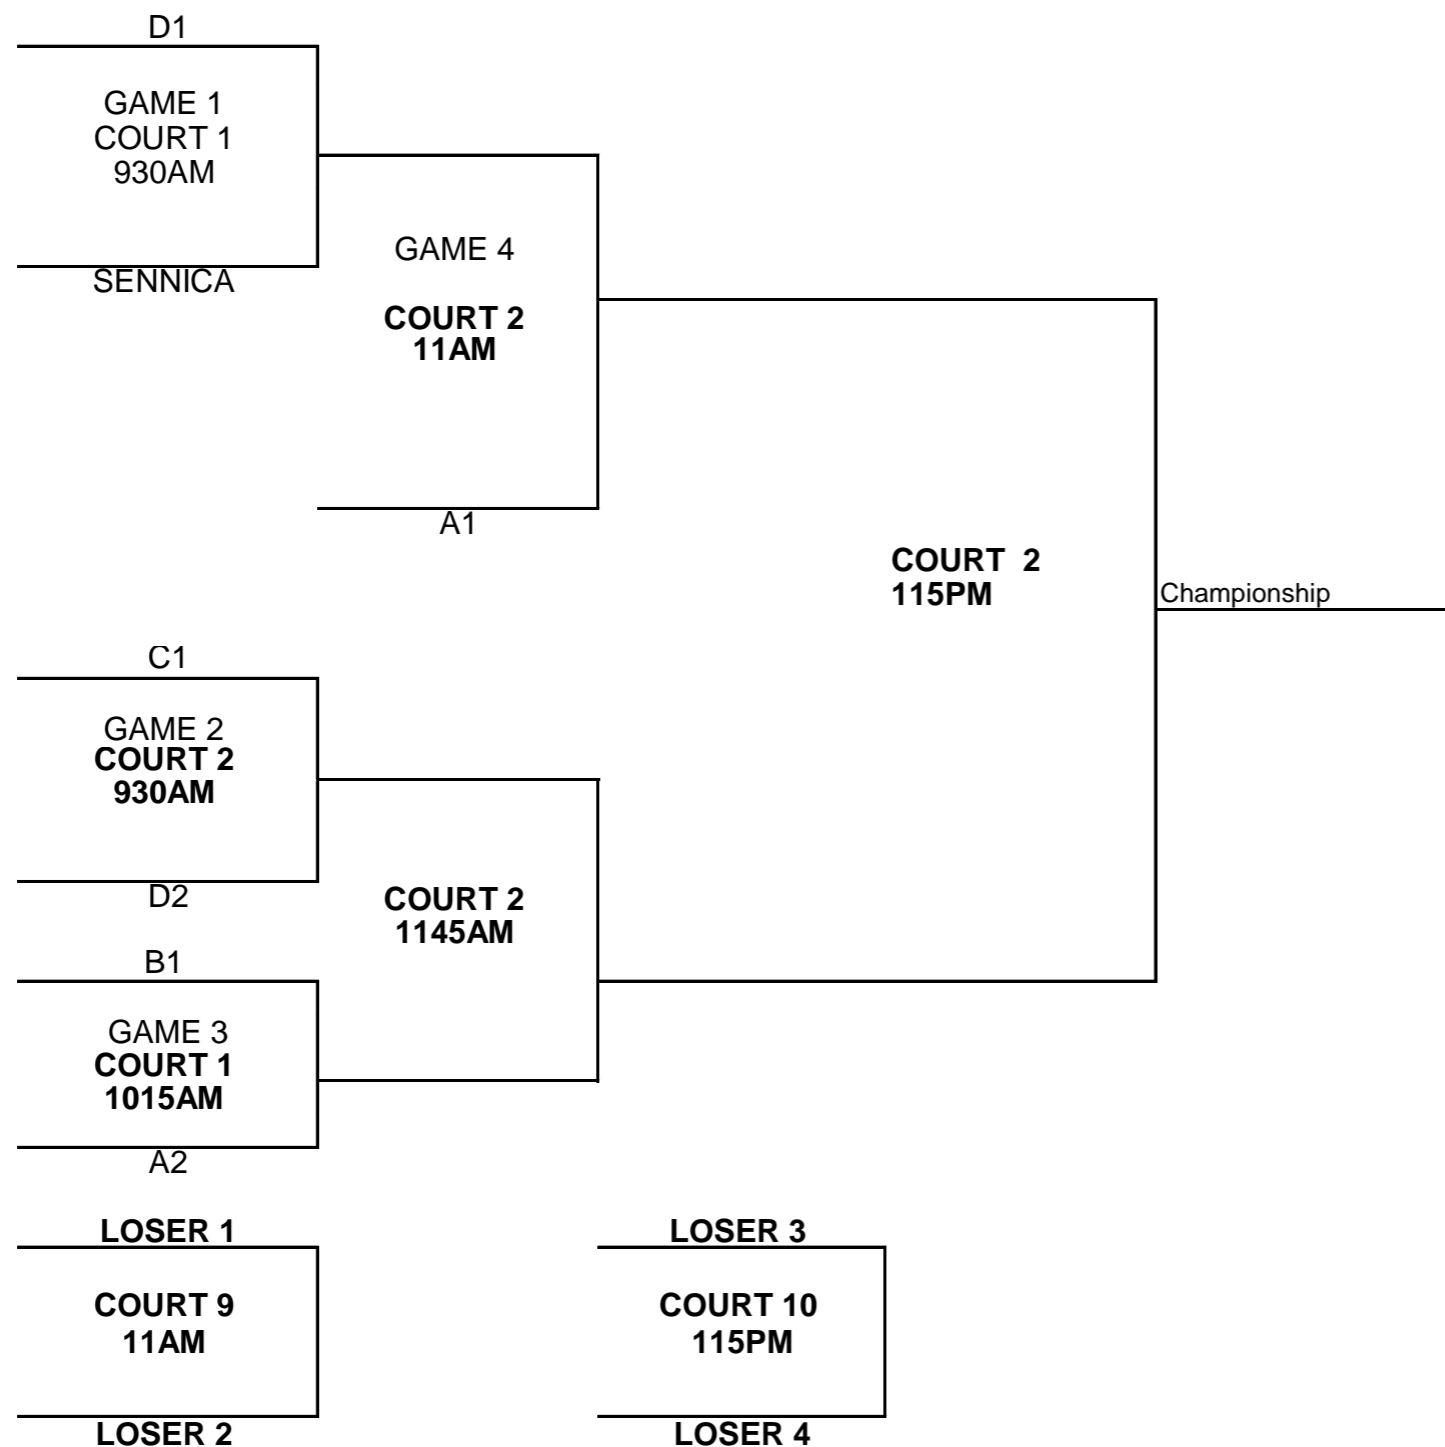 D1
GAME 1
COURT 1
930AM
SENNICA
GAME 4
COURT 2
11AM
A1
COURT  2
115PM
Championship
C1
GAME 2
COURT 2
930AM
D2
COURT 2
1145AM
B1
GAME 3
COURT 1
1015AM
A2
LOSER 1
COURT 9
11AM
LOSER 2
LOSER 3
COURT 10
115PM
LOSER 4